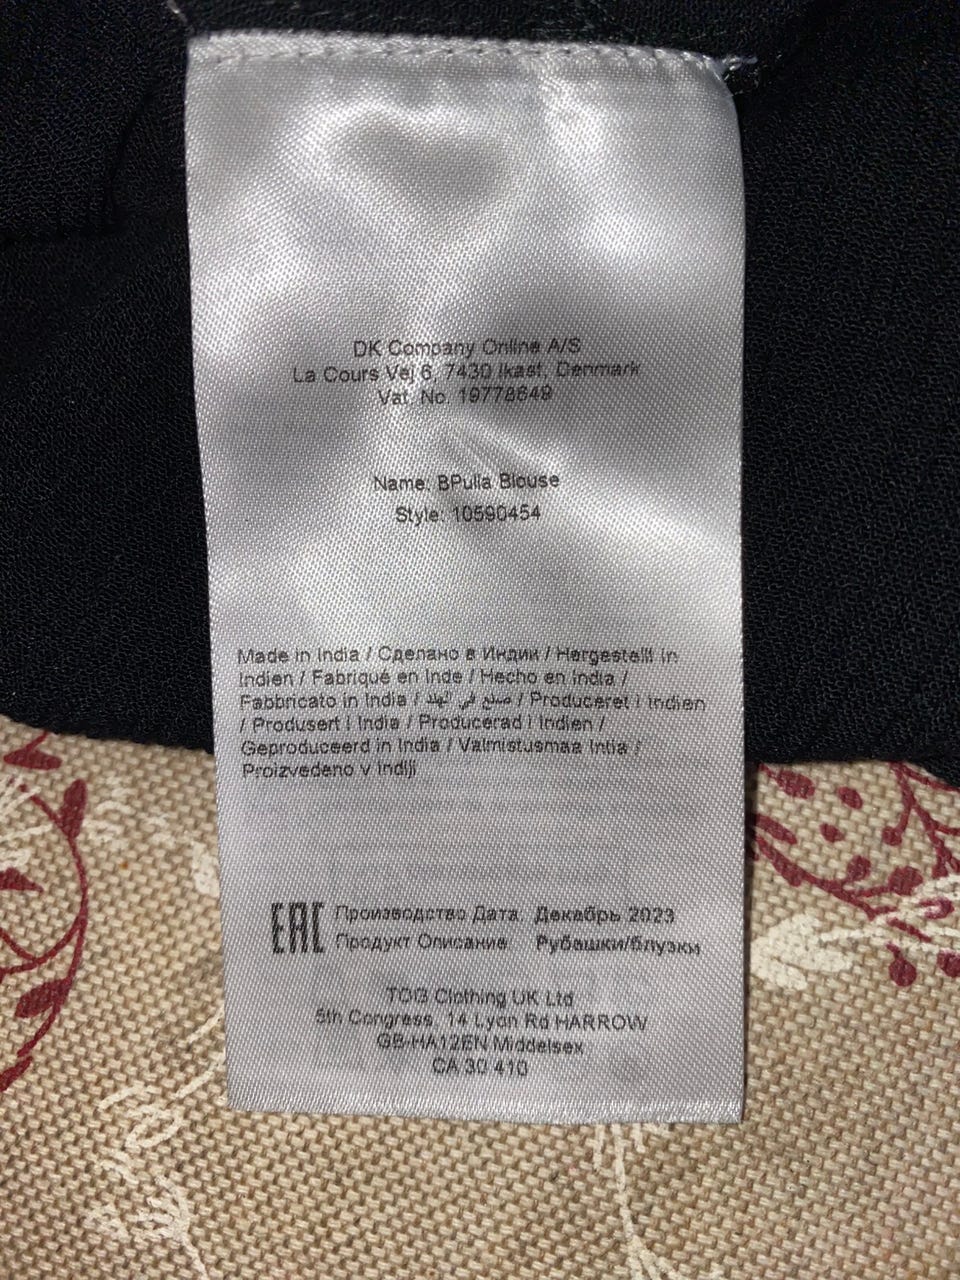 DK Company Online A/S
La Cours Vej 6, 7430 Ikast, Denmark
Vat. No. 19778649
Name: BPulla Blouse
Style: 10590454
Made in India / Сделано в Индии / Hergestellt in
Indien / Fabriqué en Inde / Hecho en india /
Fabbricato in India / صنع في الهند / Produceret i Indien
/ Produsert i India / Producerad i Indien /
Geproduceerd in India / Valmistusmaa Intia /
Proizvedeno v Indiji
EAC Производство Дата: Декабрь 2023
Продукт Описание Рубашки/блузки
TOG Clothing UK Ltd
5th Congress, 14 Lyon Rd HARROW
GB-HA12EN Middelsex
CA 30 410